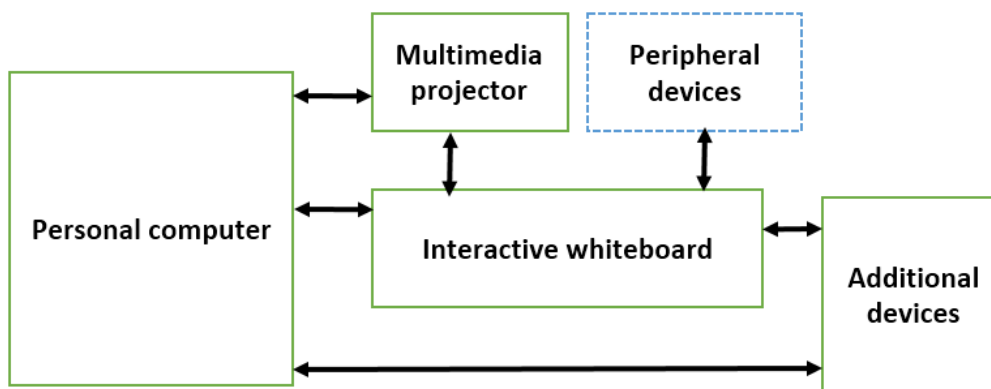 Multimedia
projector
Peripheral
devices
Personal computer
Interactive whiteboard
Additional
devices